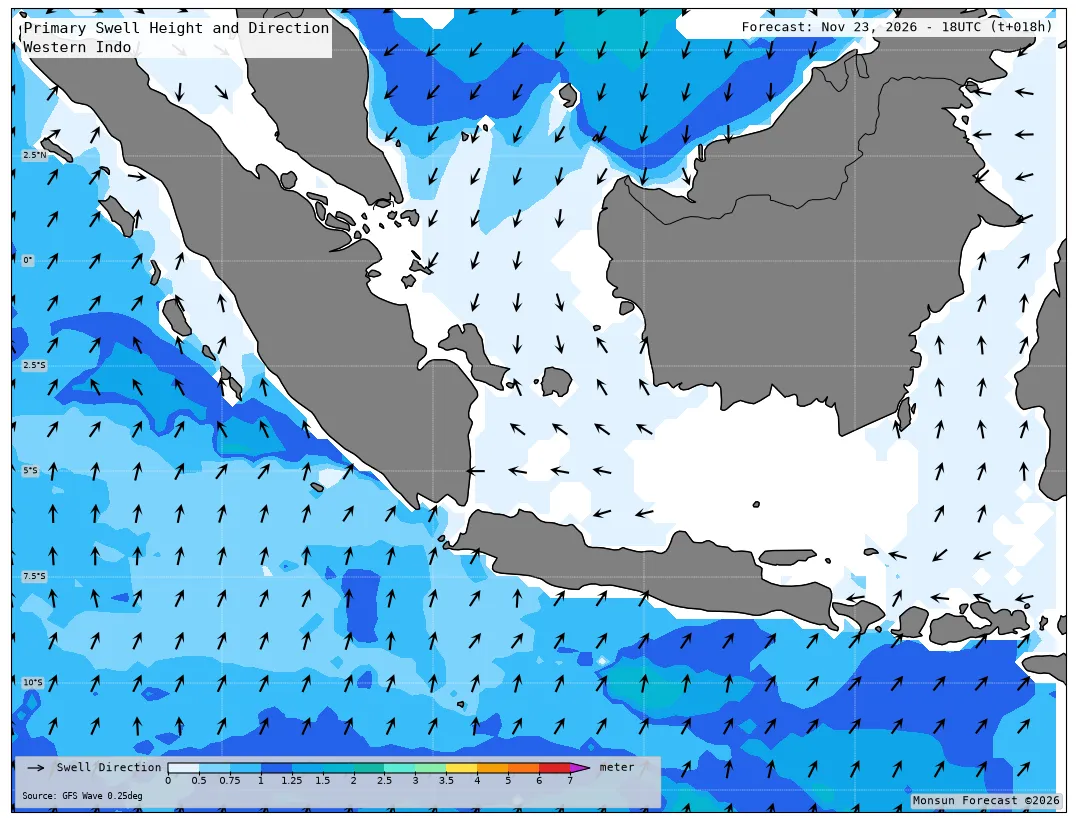 Primary Swell Height and Direction
Western Indo
Forecast: Nov 23, 2026 - 18UTC (t+018h)
2.5°N
0°
2.5°S
5°S
7.5°S
10°S
Swell Direction
0 0.5 0.75 1 1.25 1.5 2 2.5 3 3.5 4 5 6 7
meter
Source: GFS Wave 0.25deg
Monsun Forecast ©2026